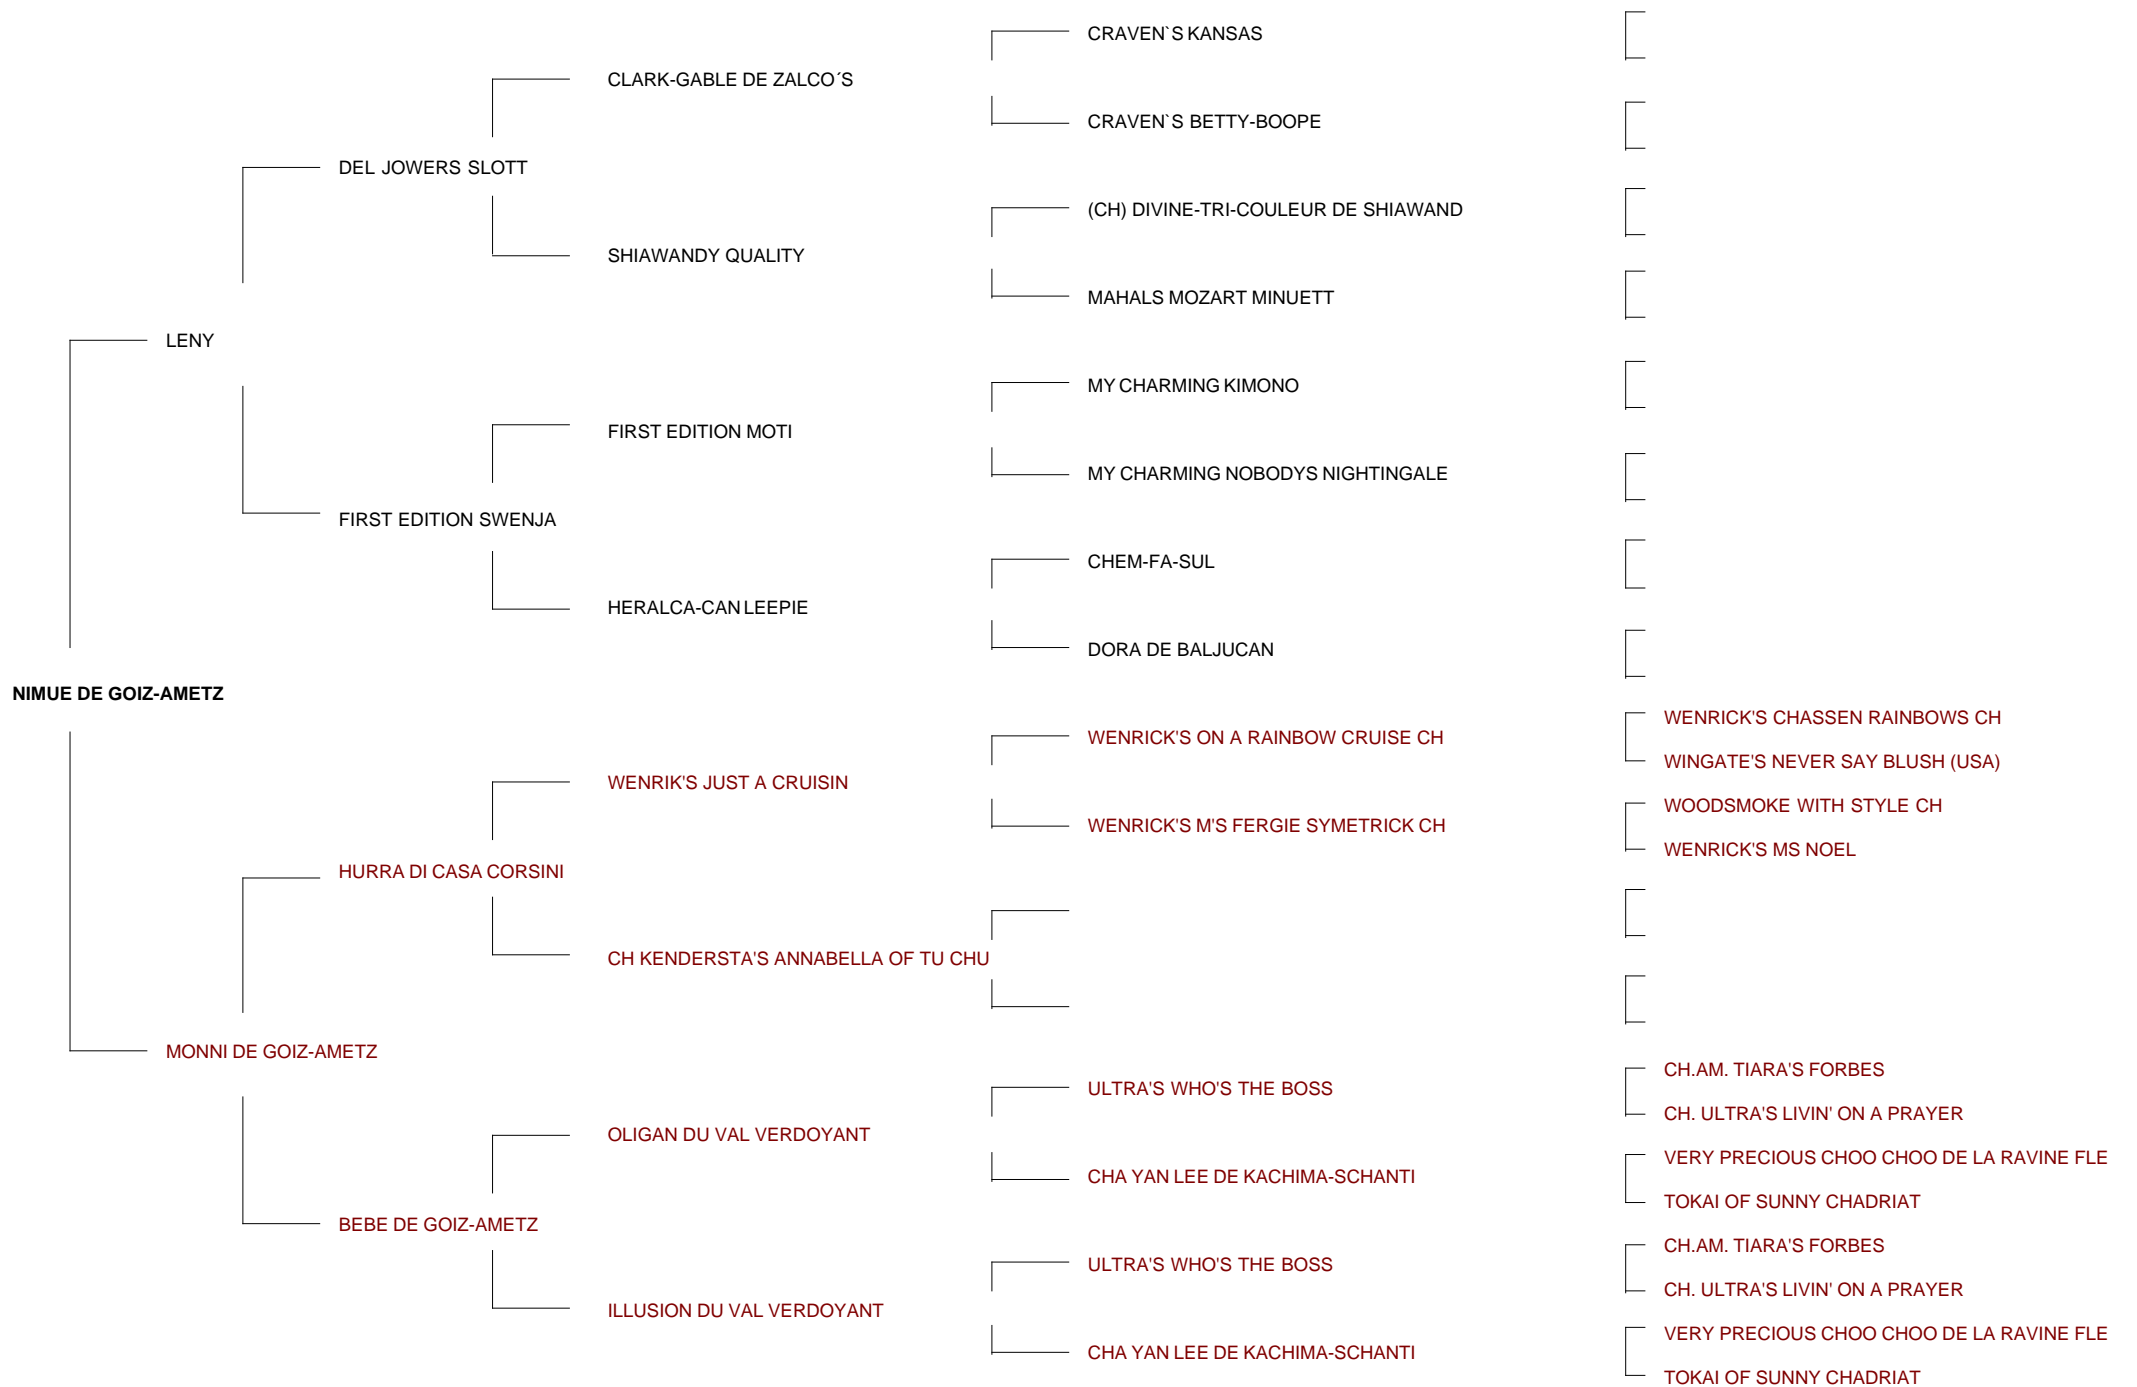 CRAVEN`S KANSAS
CLARK-GABLE DE ZALCO´S
CRAVEN`S BETTY-BOOPE
DEL JOWERS SLOTT
(CH) DIVINE-TRI-COULEUR DE SHIAWAND
SHIAWANDY QUALITY
MAHALS MOZART MINUETT
LENY
MY CHARMING KIMONO
FIRST EDITION MOTI
MY CHARMING NOBODYS NIGHTINGALE
FIRST EDITION SWENJA
CHEM-FA-SUL
HERALCA-CAN LEEPIE
DORA DE BALJUCAN
NIMUE DE GOIZ-AMETZ
WENRICK'S CHASSEN RAINBOWS CH
WENRICK'S ON A RAINBOW CRUISE CH
WINGATE'S NEVER SAY BLUSH (USA)
WENRIK'S JUST A CRUISIN
WOODSMOKE WITH STYLE CH
WENRICK'S M'S FERGIE SYMETRICK CH
WENRICK'S MS NOEL
HURRA DI CASA CORSINI
CH KENDERSTA'S ANNABELLA OF TU CHU
MONNI DE GOIZ-AMETZ
CH.AM. TIARA'S FORBES
ULTRA'S WHO'S THE BOSS
CH. ULTRA'S LIVIN' ON A PRAYER
OLIGAN DU VAL VERDOYANT
VERY PRECIOUS CHOO CHOO DE LA RAVINE FLE
CHA YAN LEE DE KACHIMA-SCHANTI
TOKAI OF SUNNY CHADRIAT
BEBE DE GOIZ-AMETZ
CH.AM. TIARA'S FORBES
ULTRA'S WHO'S THE BOSS
CH. ULTRA'S LIVIN' ON A PRAYER
ILLUSION DU VAL VERDOYANT
VERY PRECIOUS CHOO CHOO DE LA RAVINE FLE
CHA YAN LEE DE KACHIMA-SCHANTI
TOKAI OF SUNNY CHADRIAT